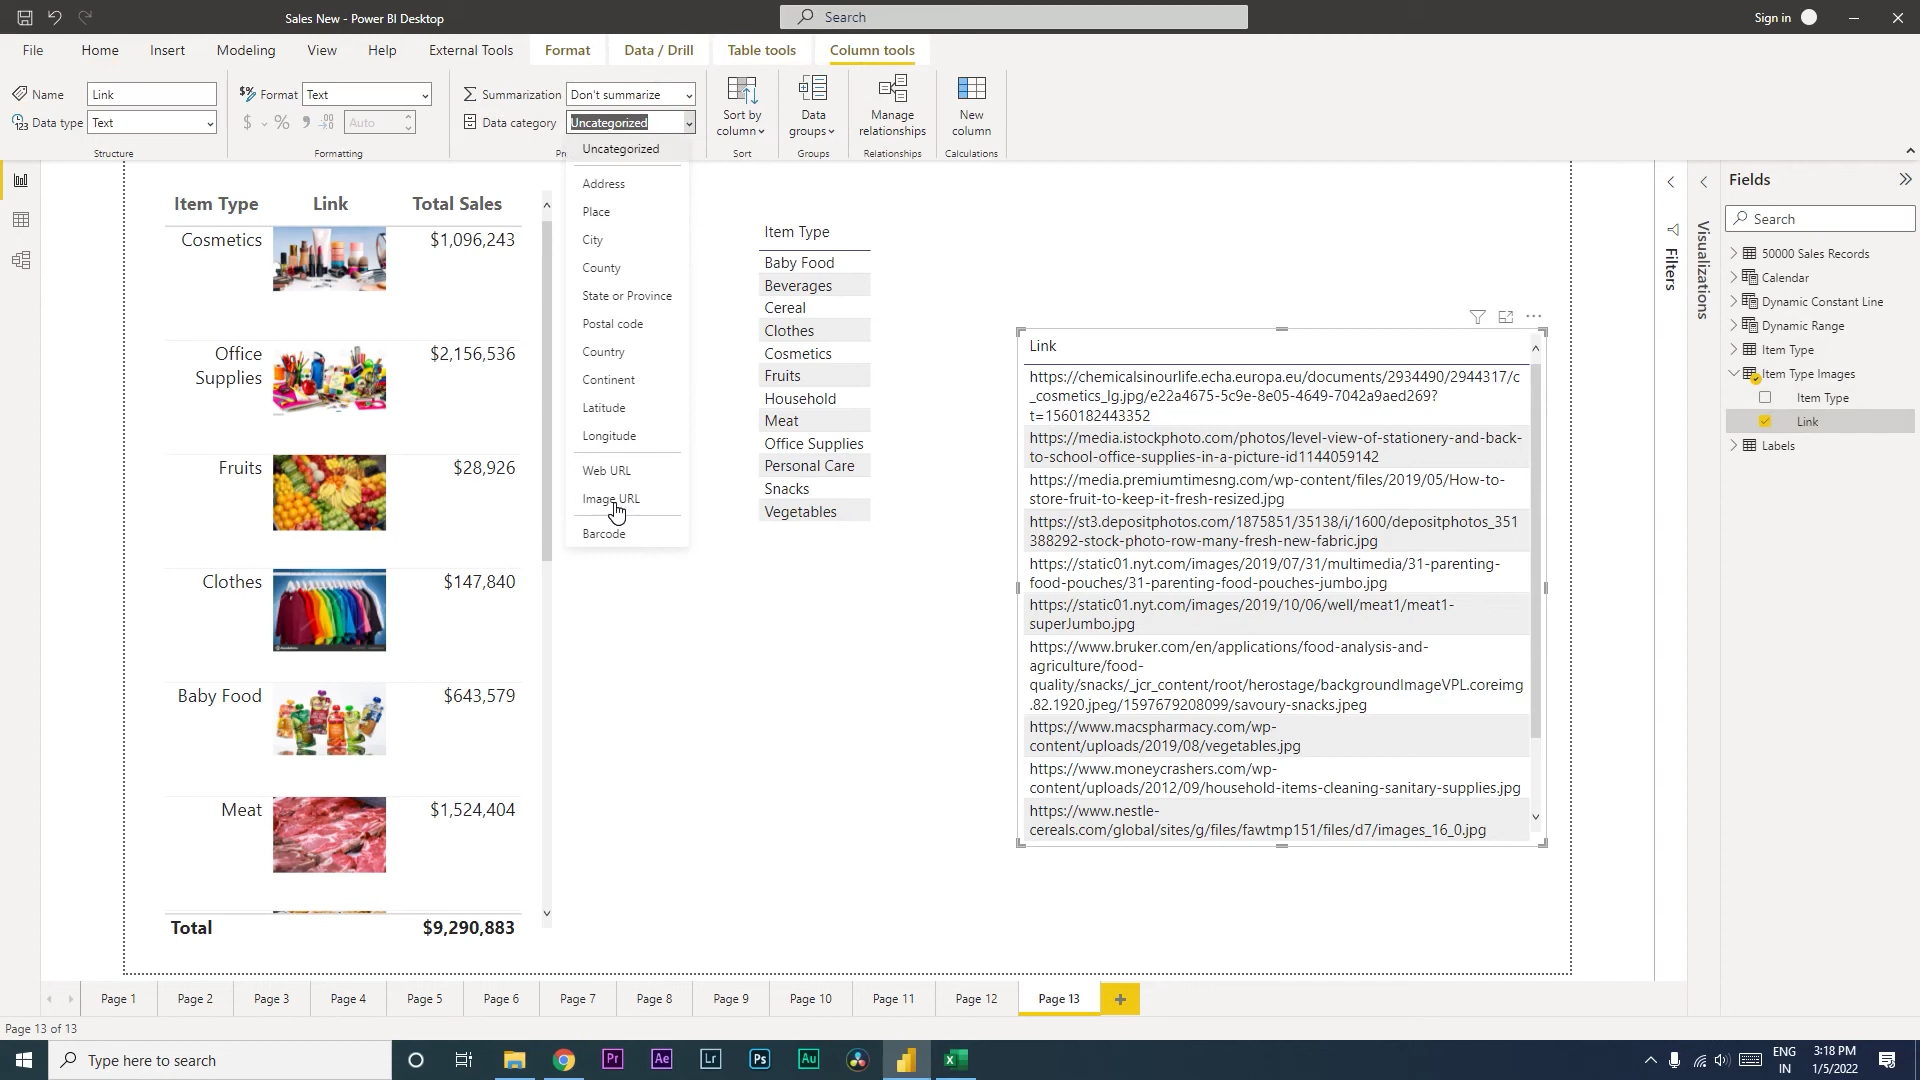 Sales New - Power BI Desktop
Search
Sign in
File
Home
Insert
Modeling
View
Help
External Tools
Format
Data / Drill
Table tools
Column tools
Name
Link
Data type
Text
Structure
Format
Text
$
%
Auto
Formatting
Summarization
Don't summarize
Data category
Uncategorized
Sort by
column
Sort
Data
groups
Groups
Manage
relationships
Relationships
New
column
Calculations
Uncategorized
Address
Place
City
County
State or Province
Postal code
Country
Continent
Latitude
Longitude
Web URL
Image URL
Barcode
Item Type
Link
Total Sales
Cosmetics
$1,096,243
Office
Supplies
$2,156,536
Fruits
$28,926
Clothes
$147,840
Baby Food
$643,579
Meat
$1,524,404
Total
$9,290,883
Item Type
Baby Food
Beverages
Cereal
Clothes
Cosmetics
Fruits
Household
Meat
Office Supplies
Personal Care
Snacks
Vegetables
Link
https://chemicalsinourlife.echa.europa.eu/documents/2934490/2944317/c
_cosmetics_lg.jpg/e22a4675-5c9e-8e05-4649-7042a9aed269?
t=1560182443352
https://media.istockphoto.com/photos/level-view-of-stationery-and-back-
to-school-office-supplies-in-a-picture-id1144059142
https://media.premiumtimesng.com/wp-content/files/2019/05/How-to-
store-fruit-to-keep-it-fresh-resized.jpg
https://st3.depositphotos.com/1875851/35138/i/1600/depositphotos_351
388292-stock-photo-row-many-fresh-new-fabric.jpg
https://static01.nyt.com/images/2019/07/31/multimedia/31-parenting-
food-pouches/31-parenting-food-pouches-jumbo.jpg
https://static01.nyt.com/images/2019/10/06/well/meat1/meat1-
superJumbo.jpg
https://www.bruker.com/en/applications/food-analysis-and-
agriculture/food-
quality/snacks/_jcr_content/root/herostage/backgroundImageVPL.coreimg
.82.1920.jpeg/1597679208099/savoury-snacks.jpeg
https://www.macspharmacy.com/wp-
content/uploads/2019/08/vegetables.jpg
https://www.moneycrashers.com/wp-
content/uploads/2012/09/household-items-cleaning-sanitary-supplies.jpg
https://www.nestle-
cereals.com/global/sites/g/files/fawtmp151/files/d7/images_16_0.jpg
Filters
Visualizations
Fields
Search
50000 Sales Records
Calendar
Dynamic Constant Line
Dynamic Range
Item Type
Item Type Images
Item Type
Link
Labels
Page 1
Page 2
Page 3
Page 4
Page 5
Page 6
Page 7
Page 8
Page 9
Page 10
Page 11
Page 12
Page 13
Page 13 of 13
Type here to search
Pr
Ae
Lr
Ps
Au
ENG
IN
3:18 PM
1/5/2022